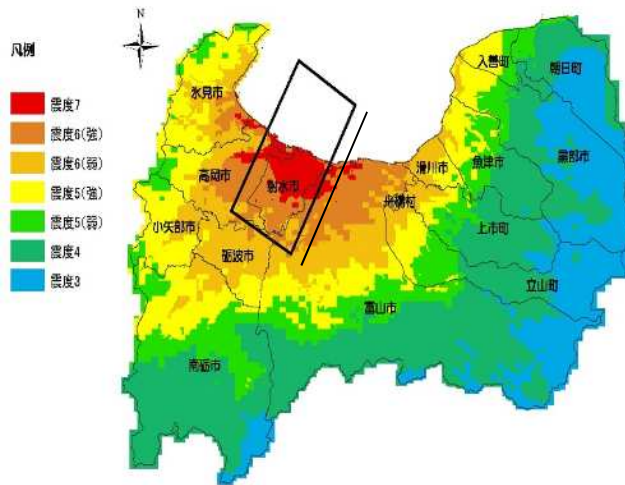 N
凡例
震度7
震度6(強)
震度6(弱)
震度5(強)
震度5(弱)
震度4
震度3
入善町
朝日町
氷見市
黒部市
魚津市
滑川市
高岡市
射水市
舟橋村
小矢部市
上市町
砺波市
立山町
富山市
南砺市